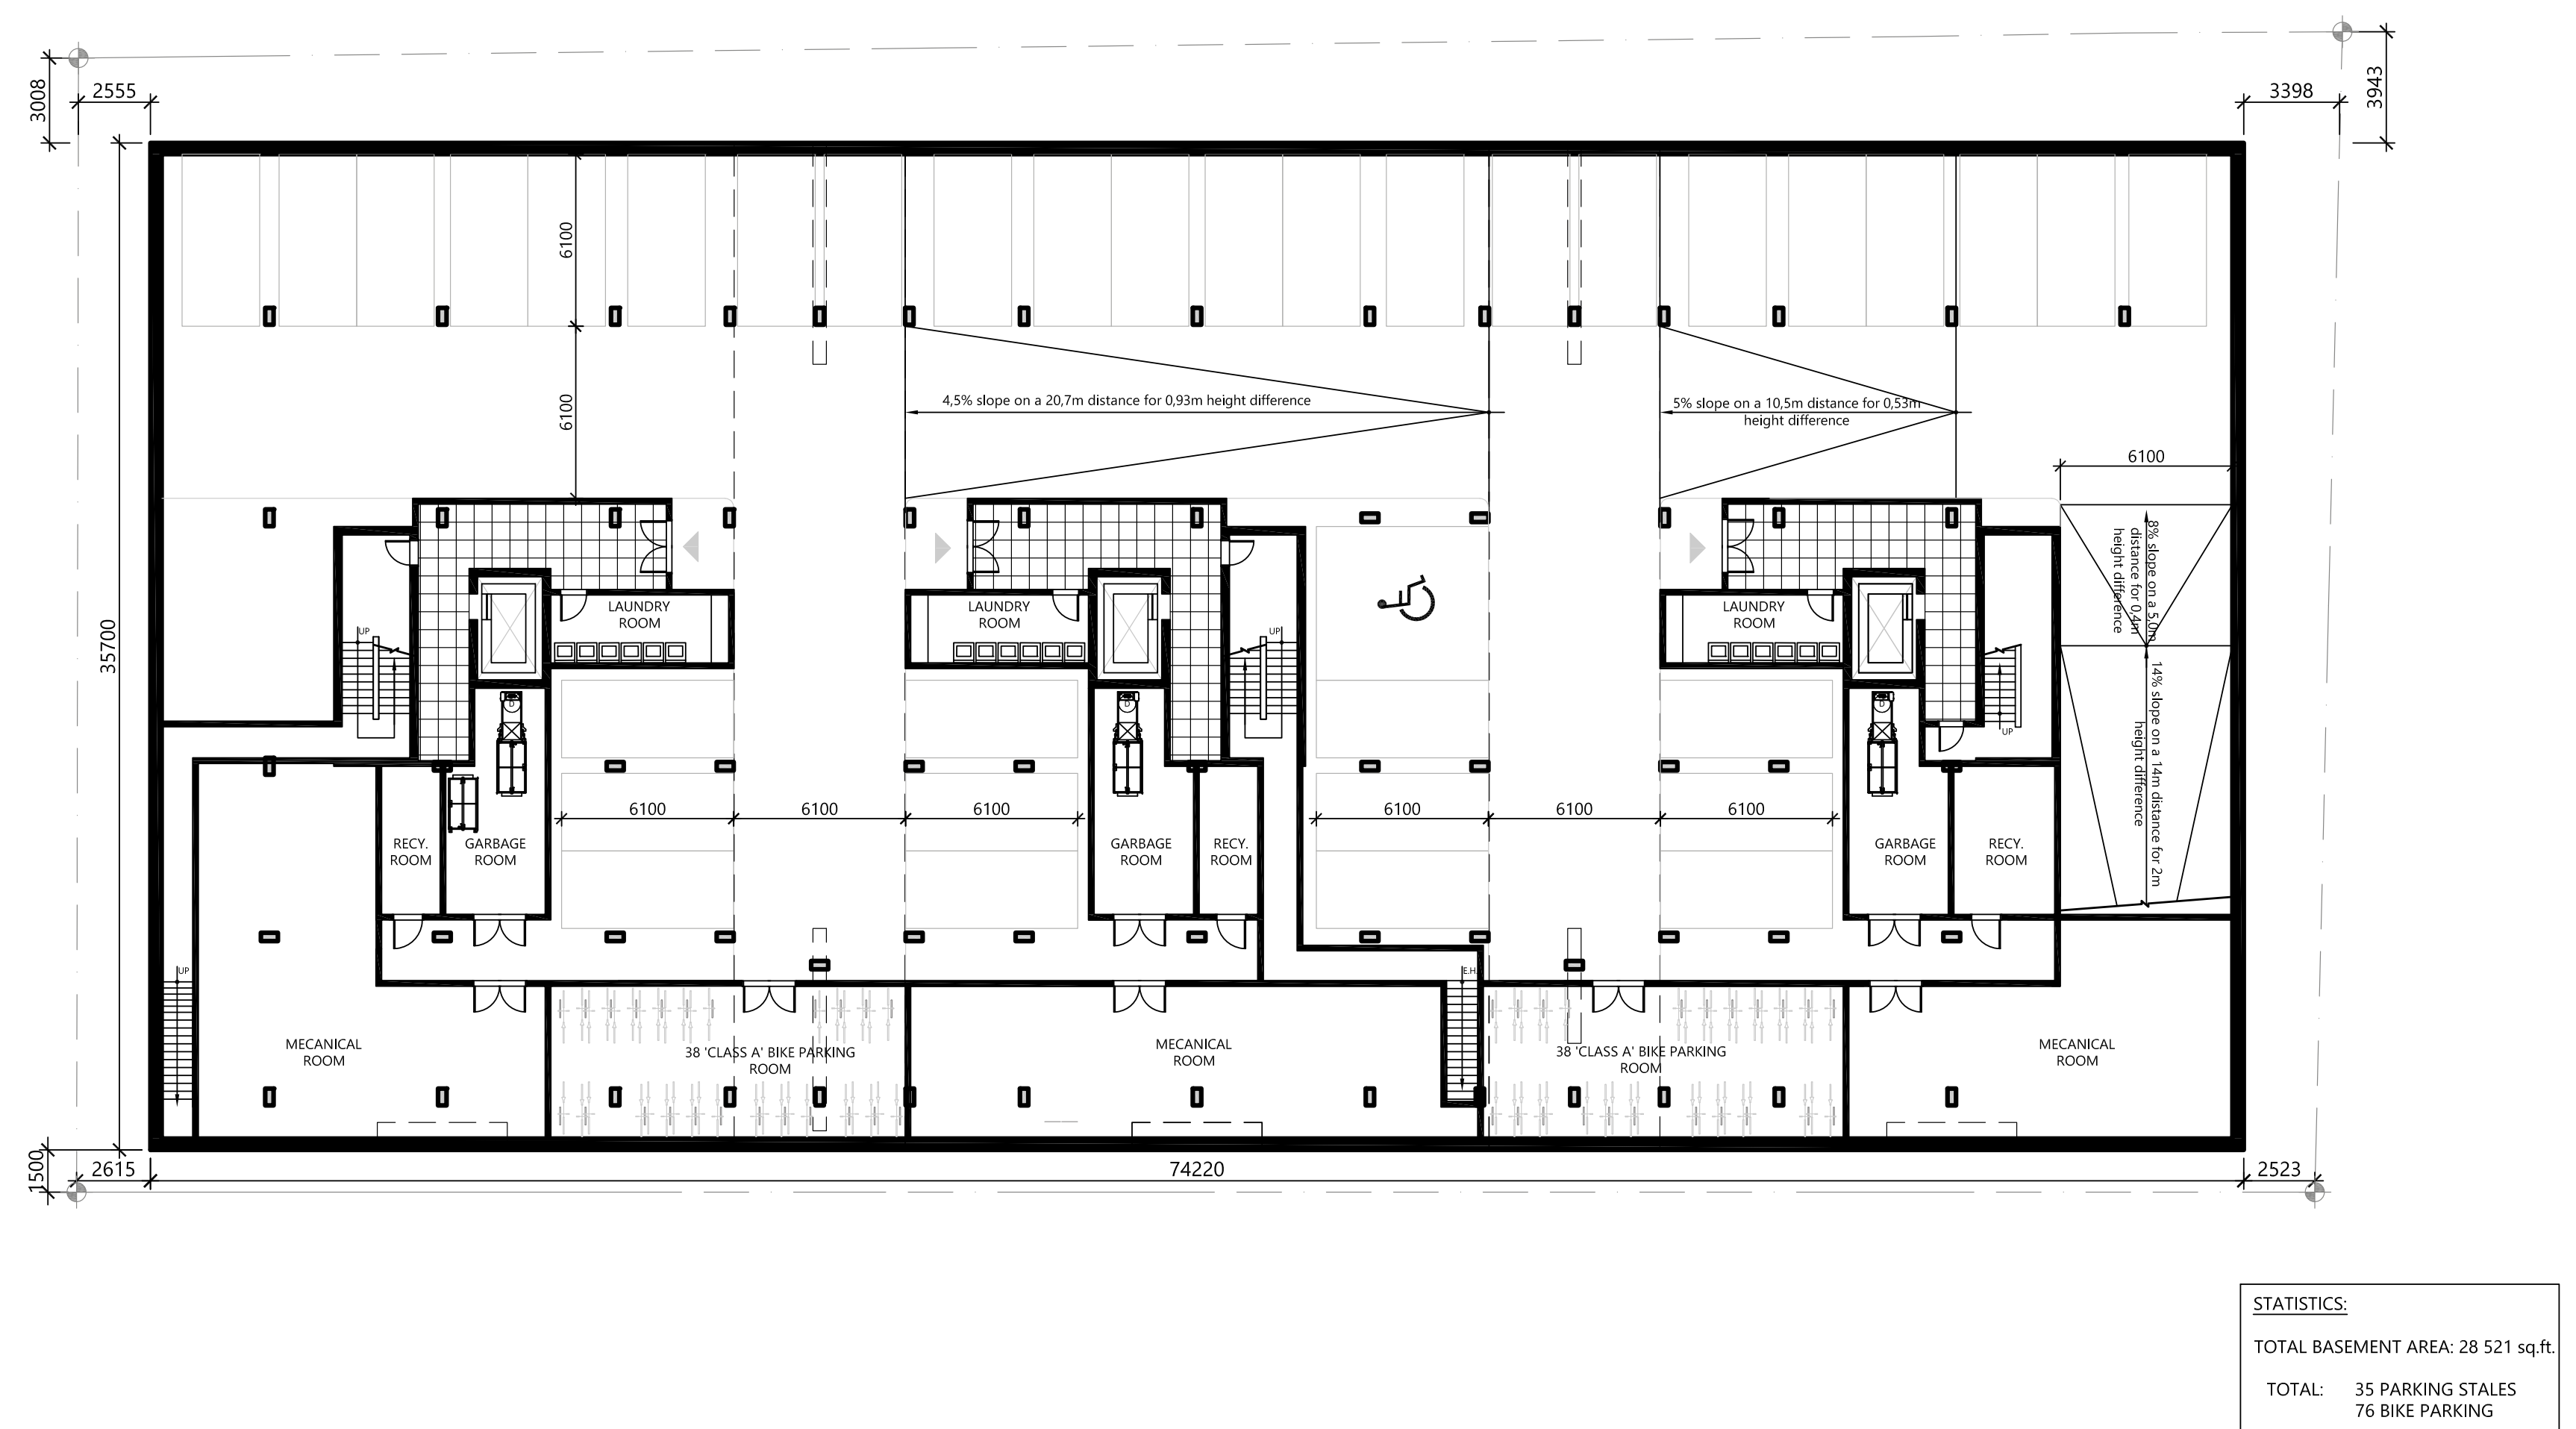 3008
2555
3398
3943
6100
6100
4,5% slope on a 20,7m distance for 0,93m height difference
5% slope on a 10,5m distance for 0,53m
height difference
6100
8% slope on a 5,0m
distance for 0,4m
height difference
14% slope on a 14m distance for 2m
height difference
35700
LAUNDRY
ROOM
LAUNDRY
ROOM
LAUNDRY
ROOM
UP
UP
UP
D
D
D
6100
6100
6100
6100
6100
6100
RECY.
ROOM
GARBAGE
ROOM
GARBAGE
ROOM
RECY.
ROOM
GARBAGE
ROOM
RECY.
ROOM
UP
E.H.
MECANICAL
ROOM
38 'CLASS A' BIKE PARKING
ROOM
MECANICAL
ROOM
38 'CLASS A' BIKE PARKING
ROOM
MECANICAL
ROOM
1500
2615
74220
2523
STATISTICS:
TOTAL BASEMENT AREA: 28 521 sq.ft.
TOTAL: 35 PARKING STALES
76 BIKE PARKING